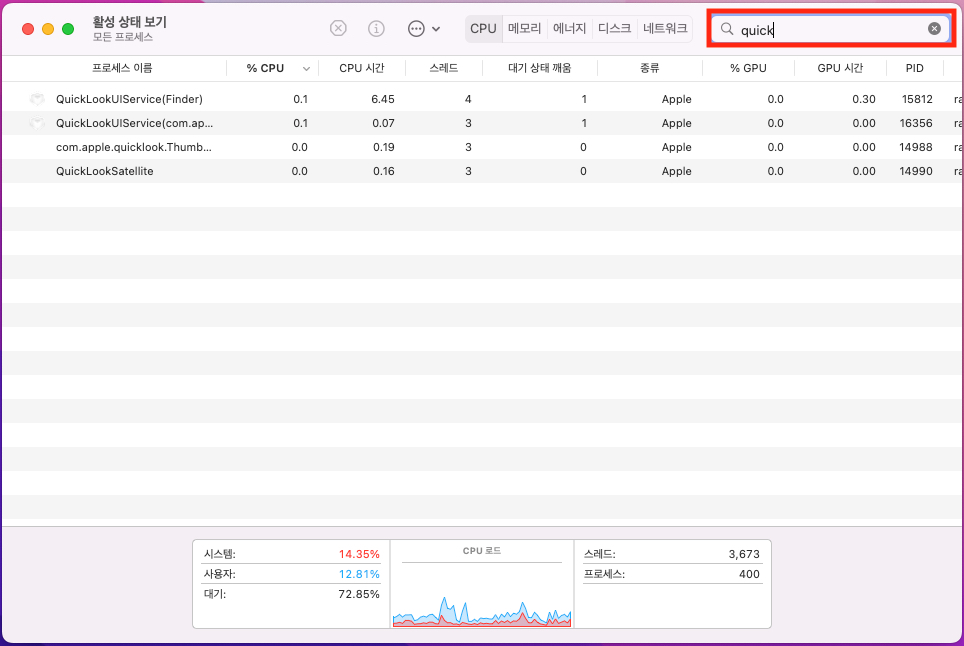 활성 상태 보기
모든 프로세스
CPU 메모리 에너지 디스크 네트워크
quick
프로세스 이름 % CPU CPU 시간 스레드 대기 상태 깨움 종류 % GPU GPU 시간 PID
QuickLookUIService(Finder) 0.1 6.45 4 1 Apple 0.0 0.30 15812 ra
QuickLookUIService(com.ap... 0.1 0.07 3 1 Apple 0.0 0.00 16356 ra
com.apple.quicklook.Thumb... 0.0 0.19 3 0 Apple 0.0 0.00 14988 ra
QuickLookSatellite 0.0 0.16 3 0 Apple 0.0 0.00 14990 ra
시스템: 14.35%
사용자: 12.81%
대기: 72.85%
CPU 로드
스레드: 3,673
프로세스: 400